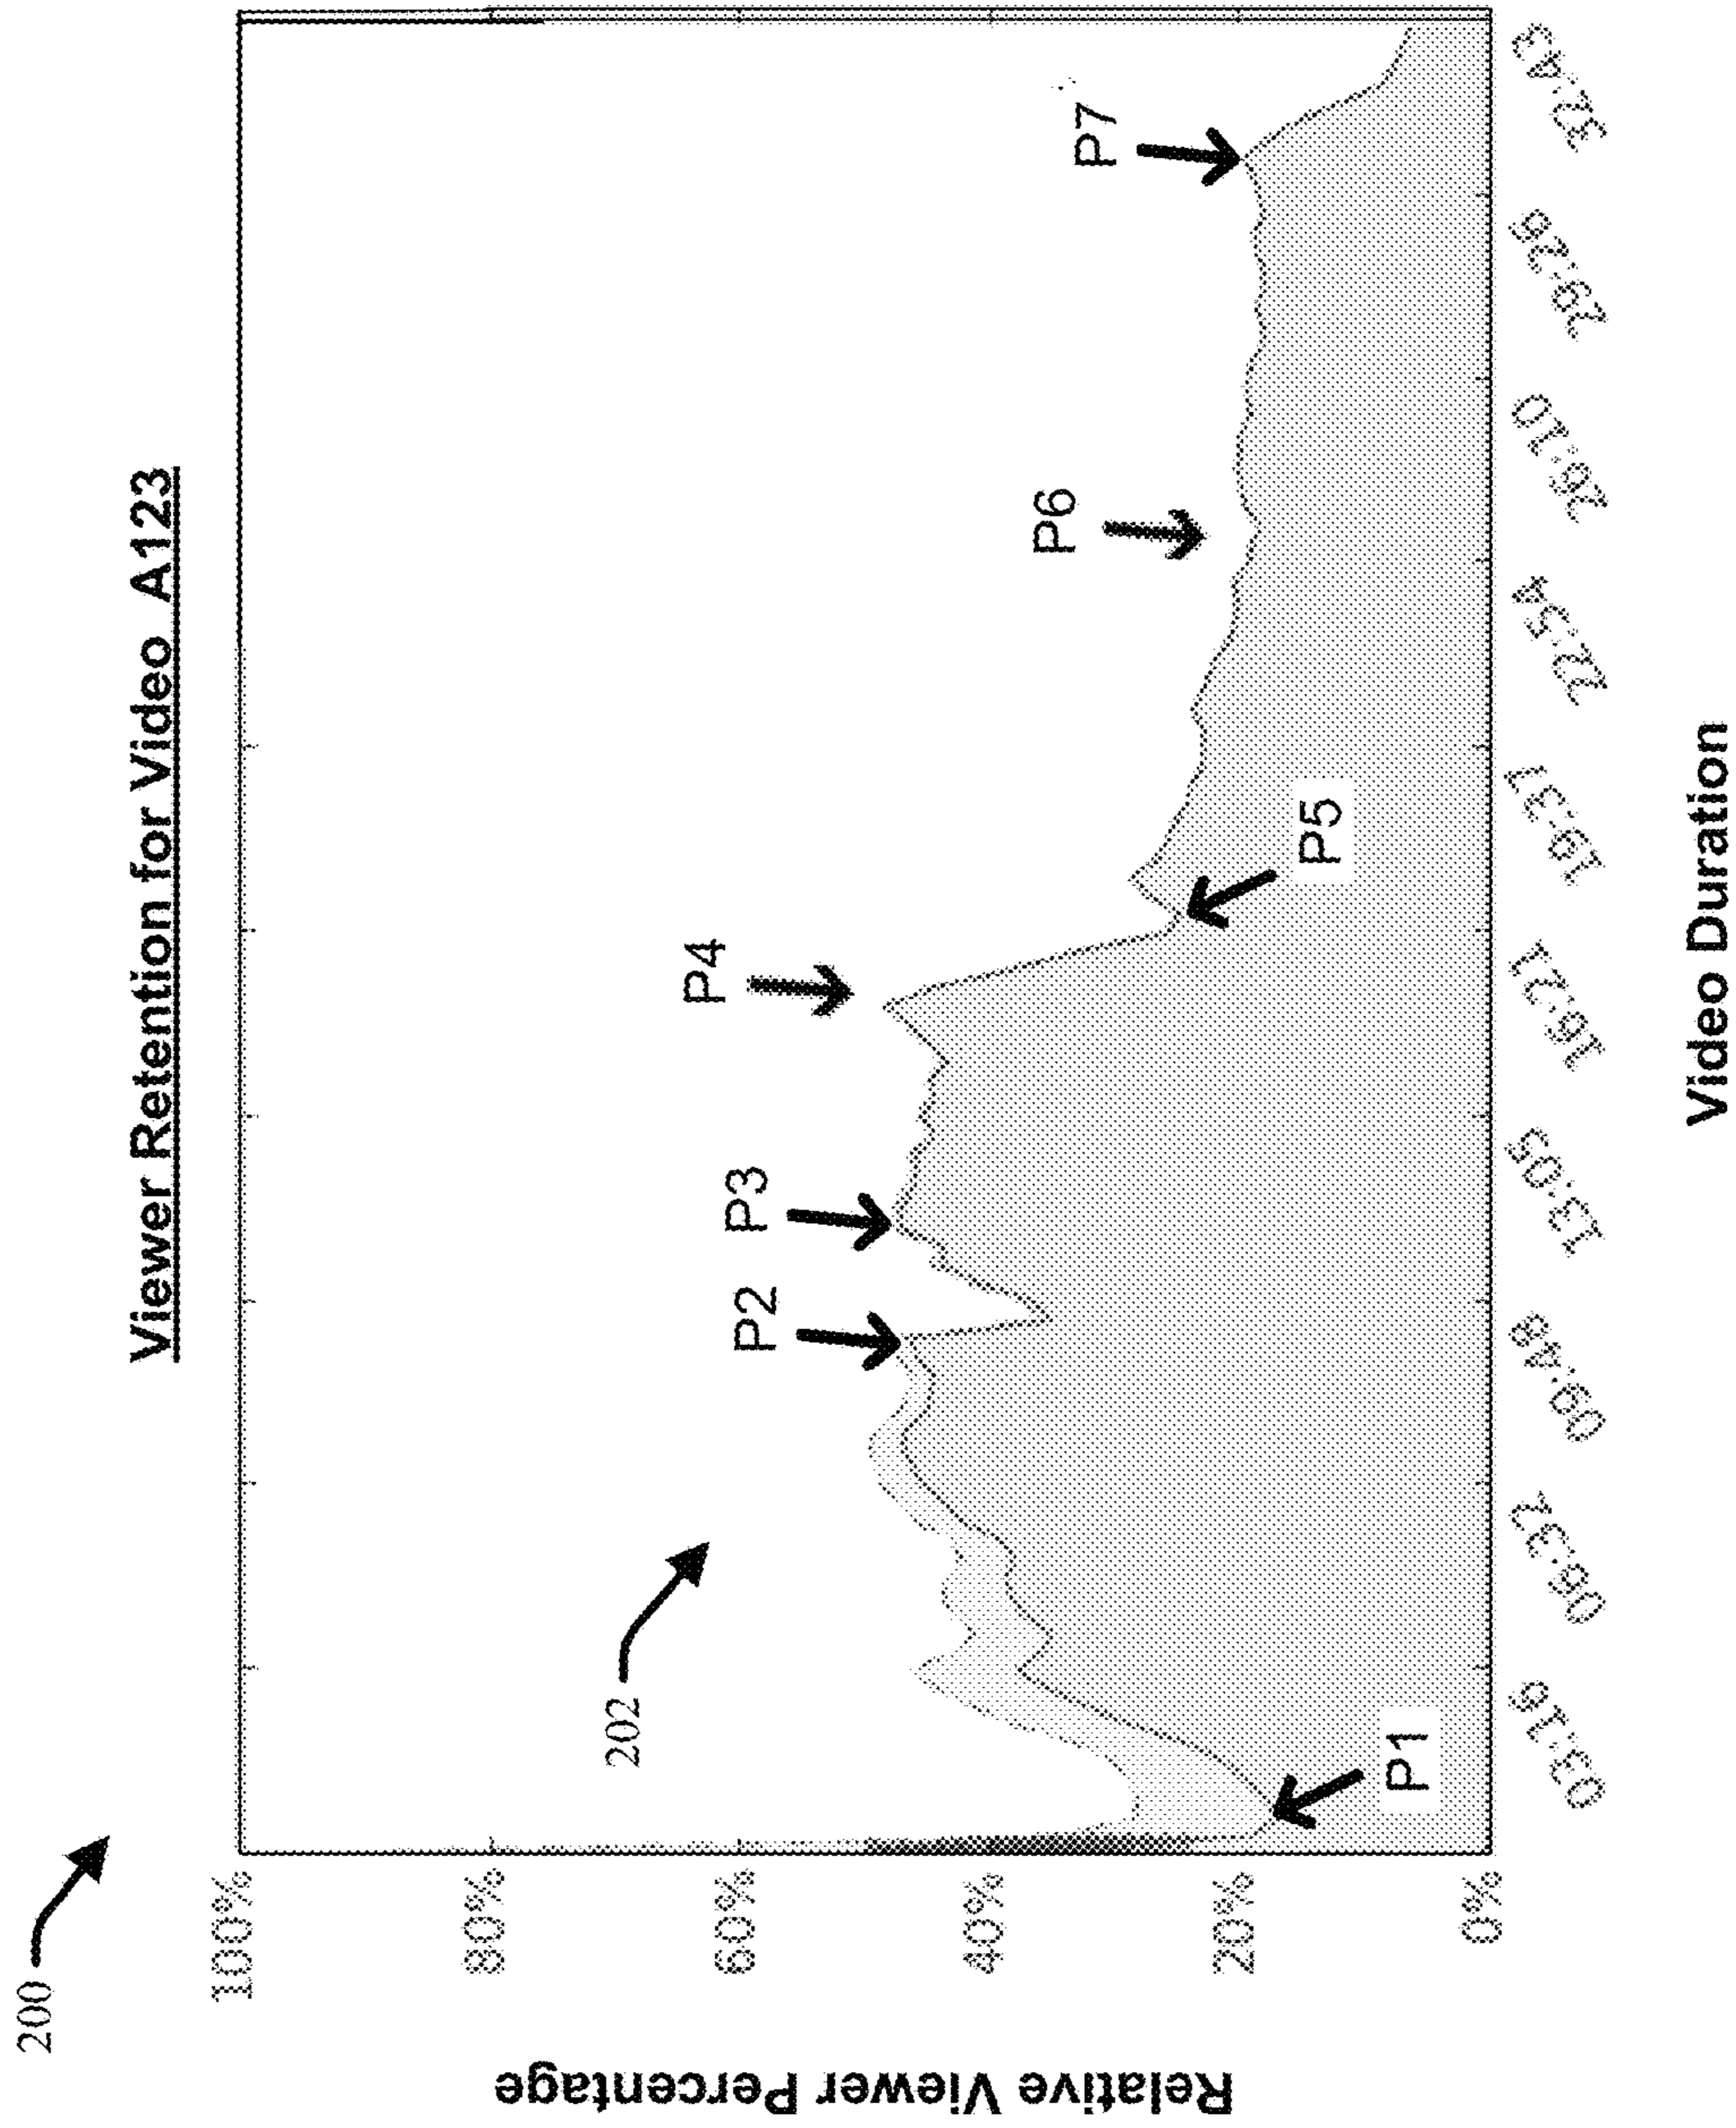 200
Viewer Retention for Video A123
Relative Viewer Percentage
100%
80%
60%
40%
20%
0%
202
P1
P2
P3
P4
P5
P6
P7
03:16
06:32
09:48
13:05
16:21
19:37
22:54
26:10
29:26
32:43
Video Duration